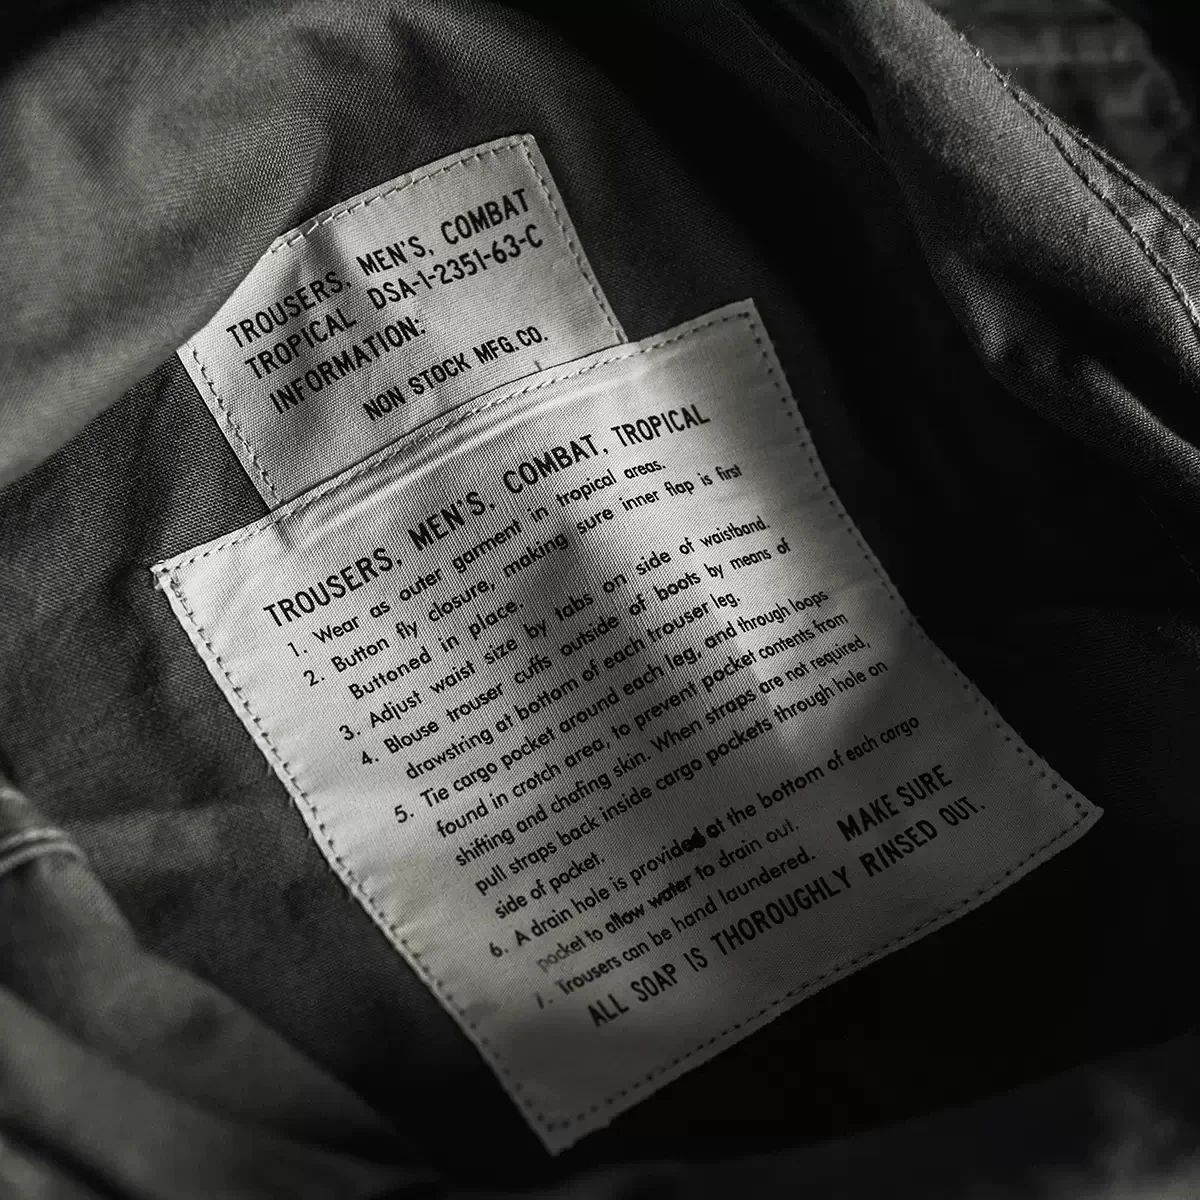 TROUSERS, MEN'S, COMBAT
TROPICAL DSA-1-2351-63-C
INFORMATION:
NON STOCK MFG.CO.
TROUSERS, MEN'S, COMBAT, TROPICAL
1. Wear as outer garment in tropical areas.
2. Button fly closure, making sure inner flap is first
Buttoned in place.
3. Adjust waist size by tabs on side of waistband.
4. Blouse trouser cuffs outside of boots by means of
drawstring at bottom of each trouser leg.
5. Tie cargo pocket around each leg, and through loops
found in crotch area, to prevent pocket contents from
shifting and chafing skin. When straps are not required,
pull straps back inside cargo pockets through hole on
side of pocket.
6. A drain hole is provided at the bottom of each cargo
pocket to allow water to drain out.
7. Trousers can be hand laundered. MAKE SURE
ALL SOAP IS THOROUGHLY RINSED OUT.